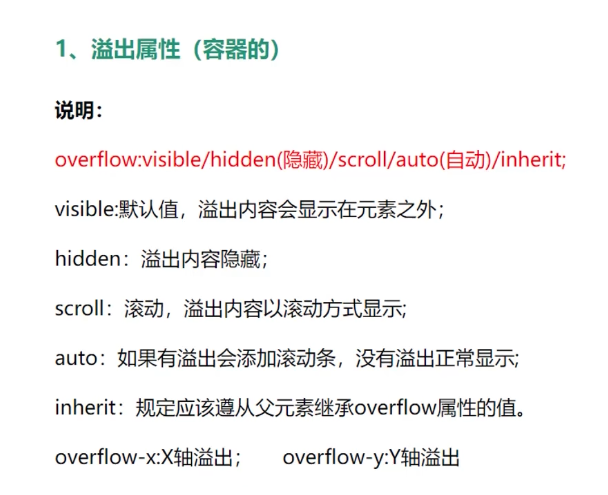 1、溢出属性（容器的）
说明：
overflow:visible/hidden(隐藏)/scroll/auto(自动)/inherit;
visible:默认值，溢出内容会显示在元素之外；
hidden：溢出内容隐藏；
scroll：滚动，溢出内容以滚动方式显示;
auto：如果有溢出会添加滚动条，没有溢出正常显示;
inherit：规定应该遵从父元素继承overflow属性的值。
overflow-x:X轴溢出； overflow-y:Y轴溢出